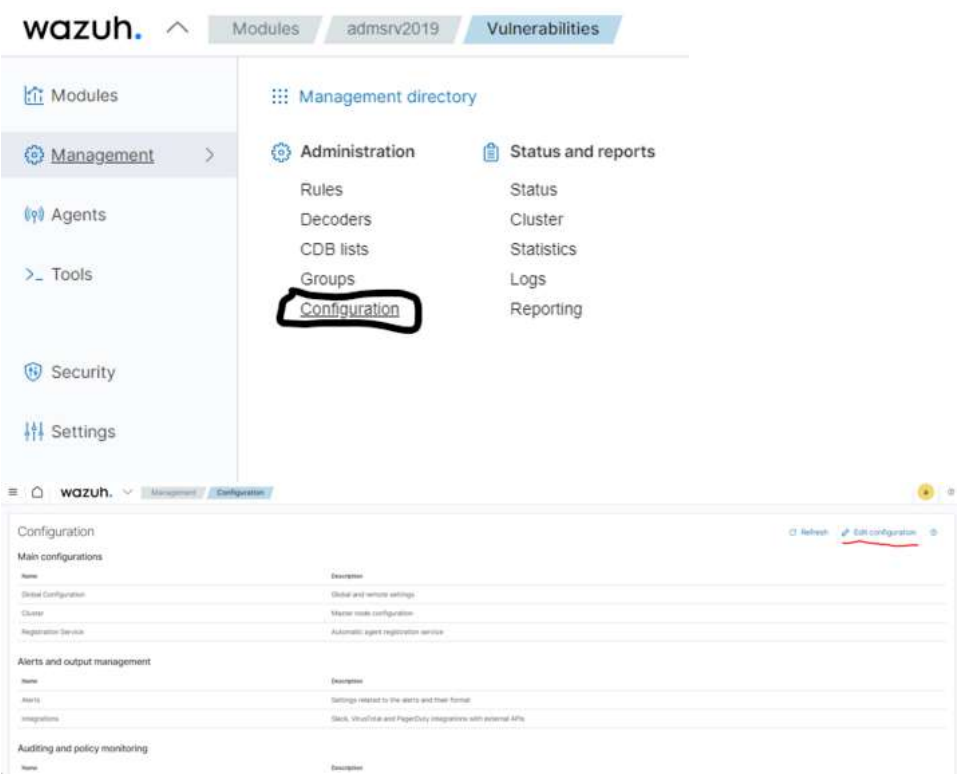 wazuh. Modules admsrv2019 Vulnerabilities
Modules
Management
Agents
Tools
Security
Settings
Management directory
Administration
Rules
Decoders
CDB lists
Groups
Configuration
Status and reports
Status
Cluster
Statistics
Logs
Reporting
wazuh. Management Configuration
Configuration
Refresh Edit configuration
Main configurations
Name Description
Global Configuration Global and remote settings
Cluster Master node configuration
Registration Service Automatic agent registration service
Alerts and output management
Name Description
Alerts Settings related to the alerts and their format
Integrations Slack, VirusTotal and PagerDuty integrations with external APIs
Auditing and policy monitoring
Name Description